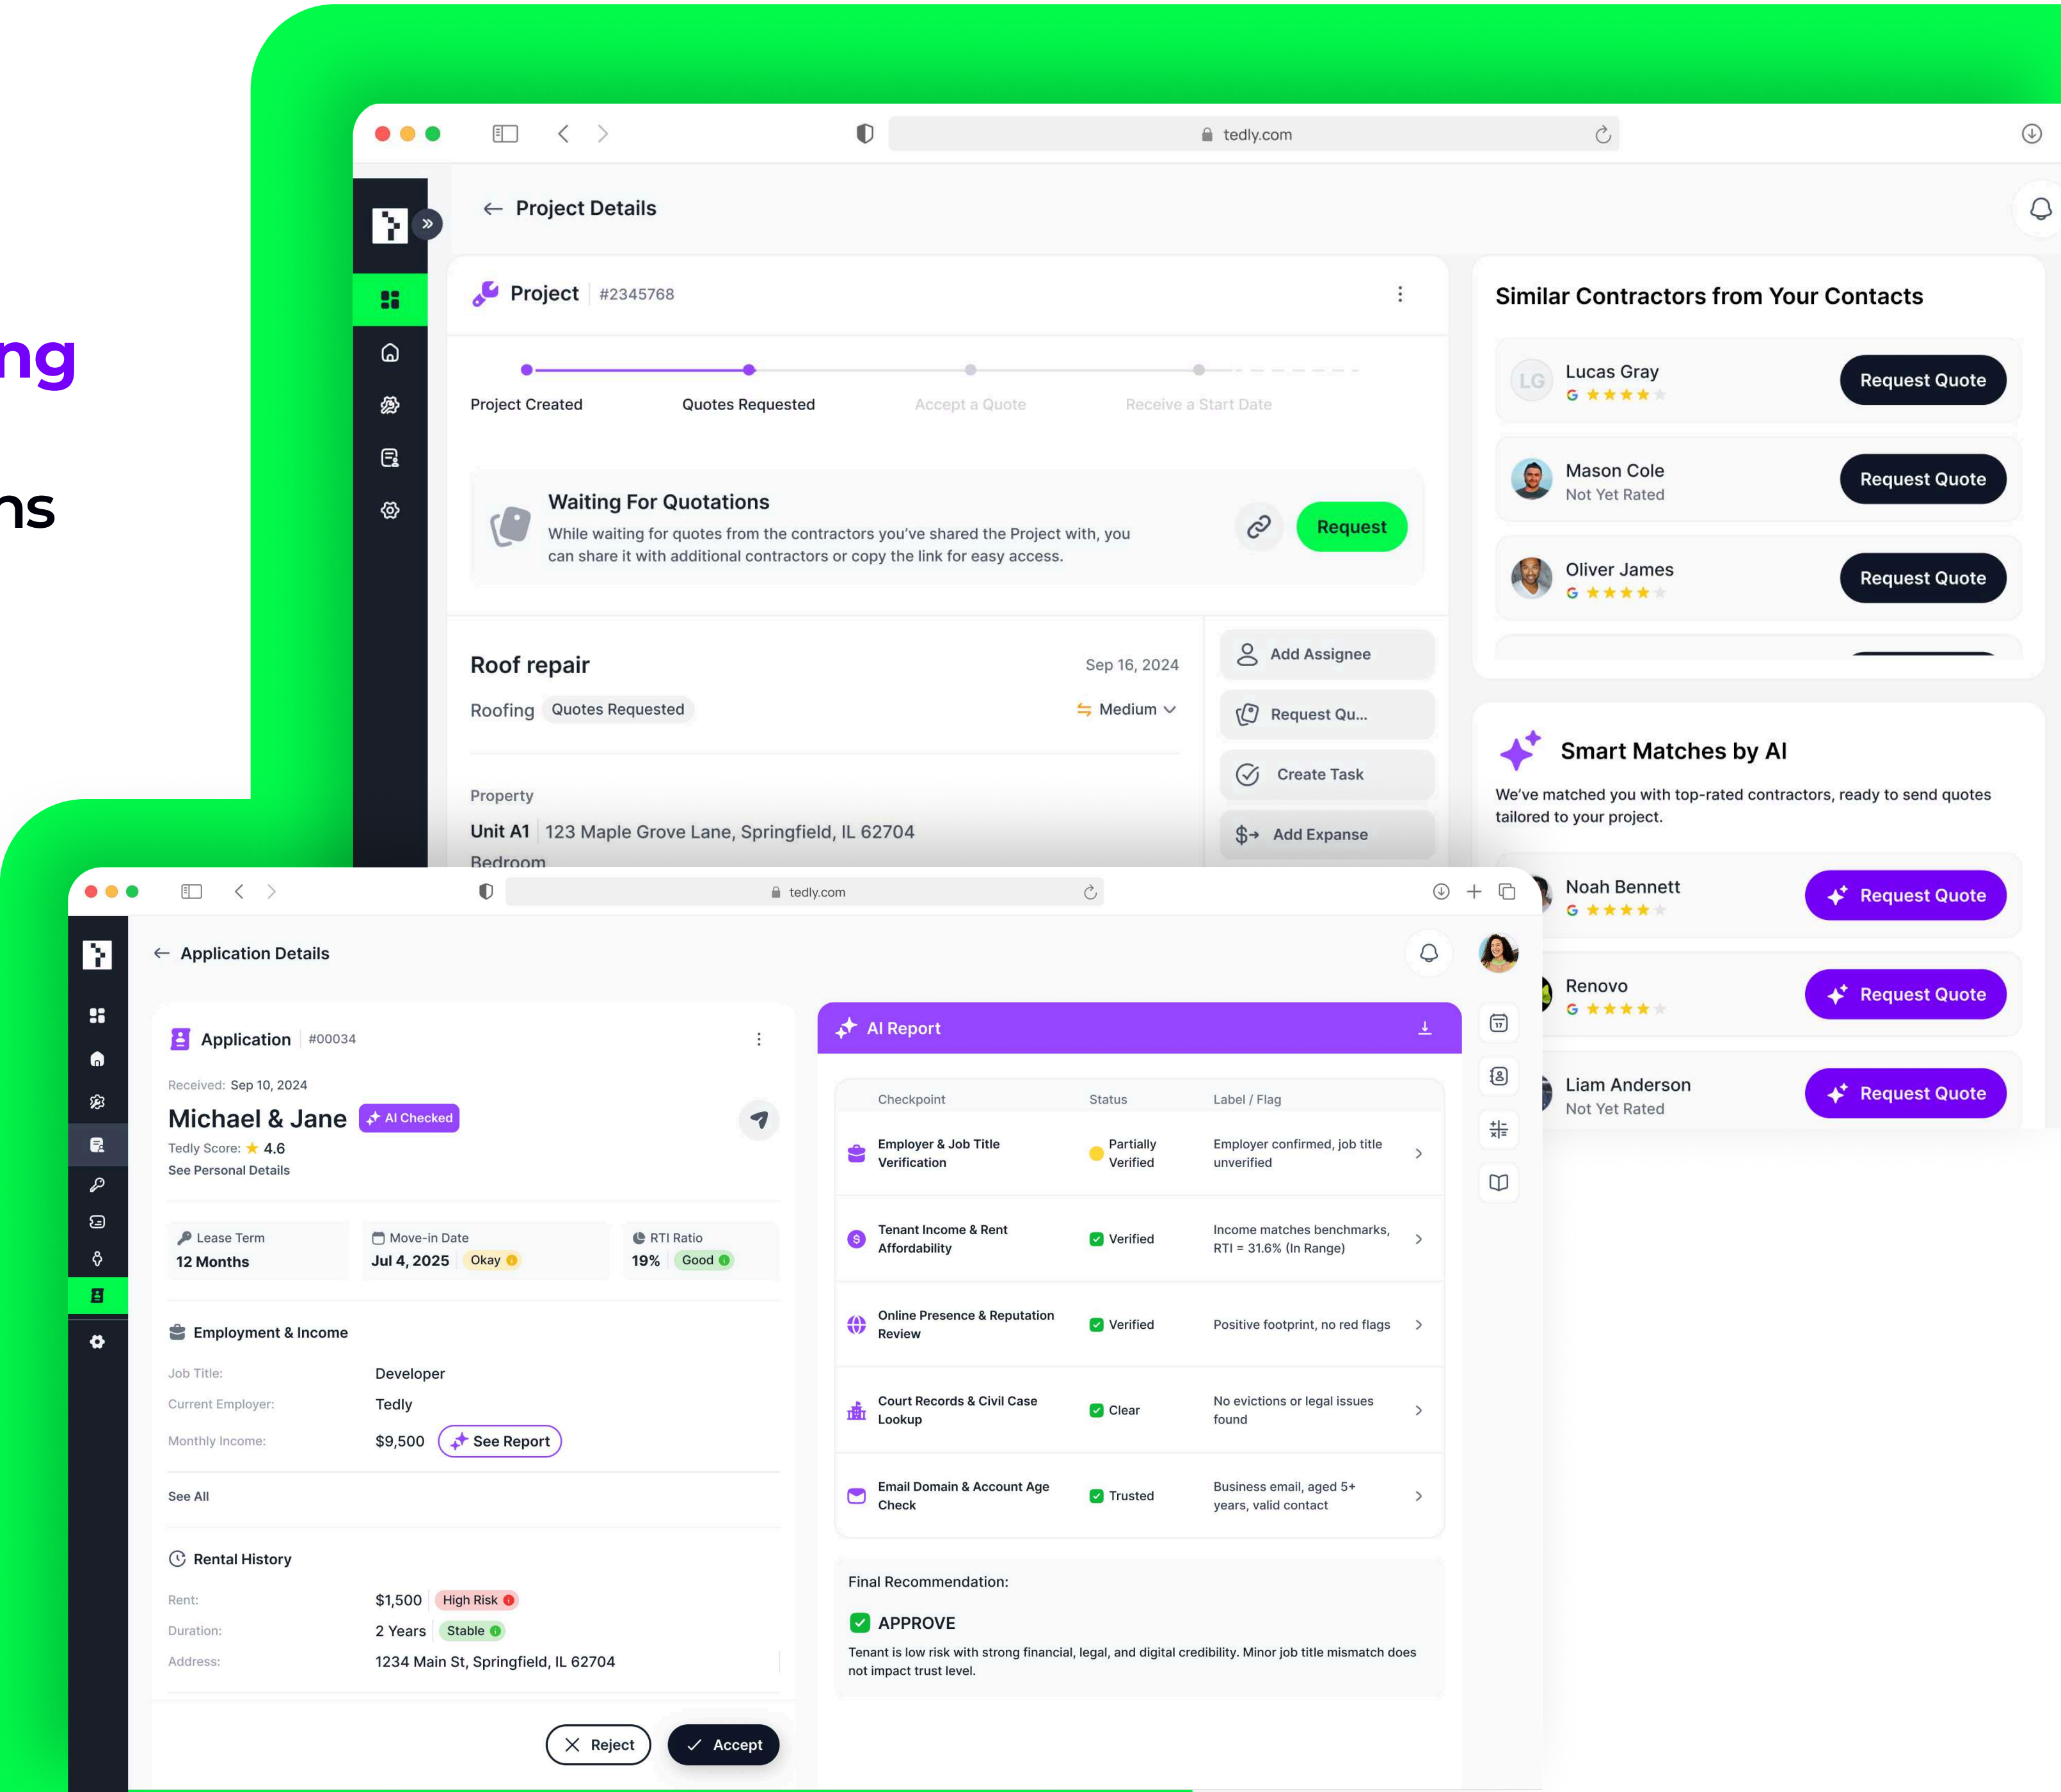 ng
ns
tedly.com
Project Details
Project #2345768
Project Created
Quotes Requested
Accept a Quote
Receive a Start Date
Waiting For Quotations
While waiting for quotes from the contractors you've shared the Project with, you
can share it with additional contractors or copy the link for easy access.
Request
Roof repair
Sep 16, 2024
Roofing Quotes Requested
Medium
Property
Unit A1 123 Maple Grove Lane, Springfield, IL 62704
Bedroom
Add Assignee
Request Qu...
Create Task
Add Expanse
Similar Contractors from Your Contacts
LG
Lucas Gray
Request Quote
Mason Cole
Not Yet Rated
Request Quote
Oliver James
Request Quote
Smart Matches by AI
We've matched you with top-rated contractors, ready to send quotes
tailored to your project.
Noah Bennett
Request Quote
Renovo
Request Quote
Liam Anderson
Not Yet Rated
Request Quote
tedly.com
Application Details
Application #00034
Received: Sep 10, 2024
Michael & Jane AI Checked
Tedly Score: 4.6
See Personal Details
Lease Term
12 Months
Move-in Date
Jul 4, 2025 Okay
RTI Ratio
19% Good
Employment & Income
Job Title: Developer
Current Employer: Tedly
Monthly Income: $9,500 See Report
See All
Rental History
Rent: $1,500 High Risk
Duration: 2 Years Stable
Address: 1234 Main St, Springfield, IL 62704
Reject
Accept
AI Report
Checkpoint Status Label / Flag
Employer & Job Title
Verification
Partially
Verified
Employer confirmed, job title
unverified
Tenant Income & Rent
Affordability
Verified
Income matches benchmarks,
RTI = 31.6% (In Range)
Online Presence & Reputation
Review
Verified
Positive footprint, no red flags
Court Records & Civil Case
Lookup
Clear
No evictions or legal issues
found
Email Domain & Account Age
Check
Trusted
Business email, aged 5+
years, valid contact
Final Recommendation:
APPROVE
Tenant is low risk with strong financial, legal, and digital credibility. Minor job title mismatch does
not impact trust level.
17